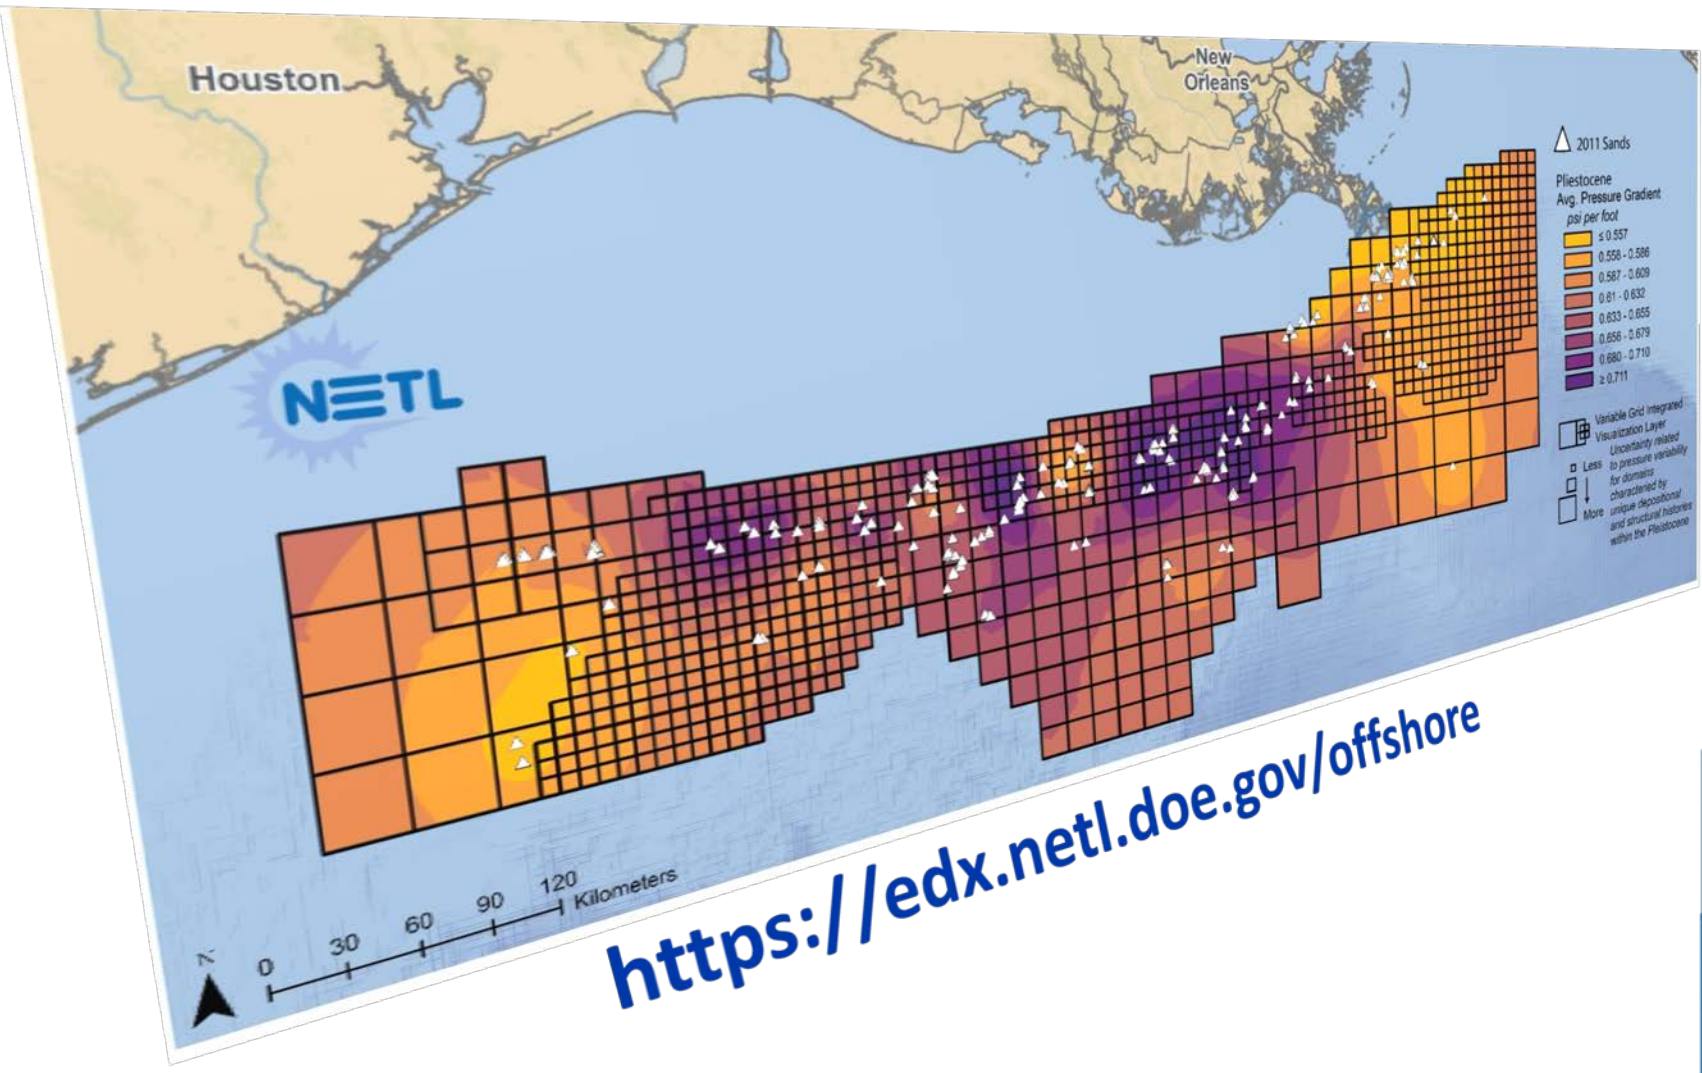 Houston
New
Orleans
2011 Sands
Pliestocene
Avg. Pressure Gradient
psi per foot
≤ 0.557
0.558 - 0.586
0.587 - 0.609
0.61 - 0.632
0.633 - 0.655
0.656 - 0.679
0.680 - 0.710
≥ 0.711
Variable Grid Integrated
Visualization Layer
Uncertainty related
to pressure variability
for domains
characteried by
unique depositional
and structural histories
within the Pleistocene
Less
More
NETL
0 30 60 90 120
Kilometers
N
https://edx.netl.doe.gov/offshore